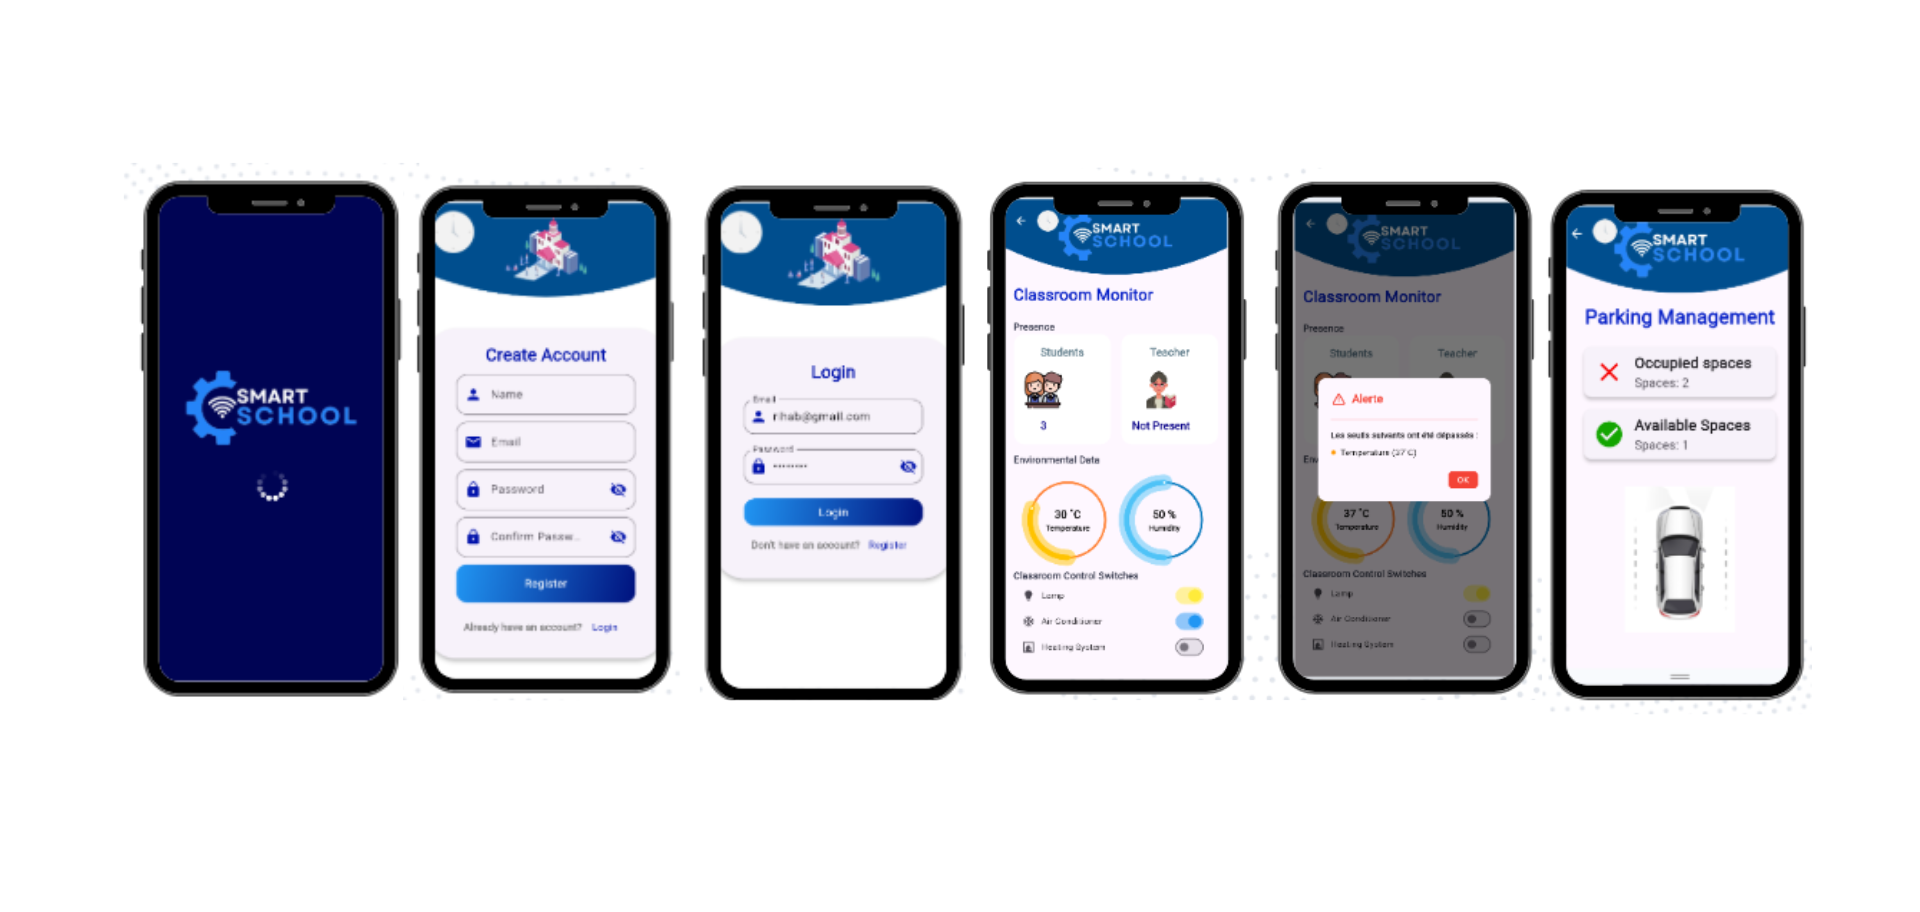 SMART
SCHOOL
Create Account
Name
Email
Password
Confirm Passw...
Register
Already have an account? Login
Login
Email
rihab@gmail.com
Password
Login
Don't have an account? Register
SMART
SCHOOL
Classroom Monitor
Presence
Students
Teacher
3
Not Present
Environmental Data
30 °C
Temperature
50 %
Humidity
Classroom Control Switches
Lamp
Air Conditioner
Heating System
SMART
SCHOOL
Classroom Monitor
Presence
Students
Teacher
Alerte
Les seuils suivants ont été dépassés :
Temperature (37°C)
OK
Env
37 °C
Temperature
50 %
Humidity
Classroom Control Switches
Lamp
Air Conditioner
Heating System
SMART
SCHOOL
Parking Management
Occupied spaces
Spaces: 2
Available Spaces
Spaces: 1